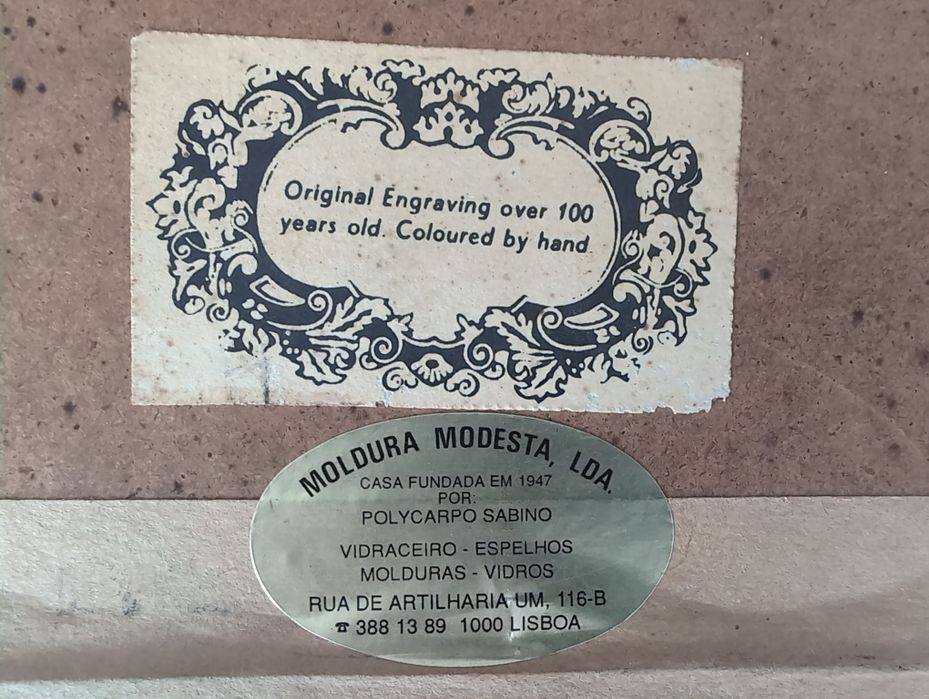 Original Engraving over 100
years old. Coloured by hand.
MOLDURA MODESTA, LDA.
CASA FUNDADA EM 1947
POR:
POLYCARPO SABINO
VIDRACEIRO - ESPELHOS
MOLDURAS - VIDROS
RUA DE ARTILHARIA UM, 116-B
☎ 388 13 89 1000 LISBOA